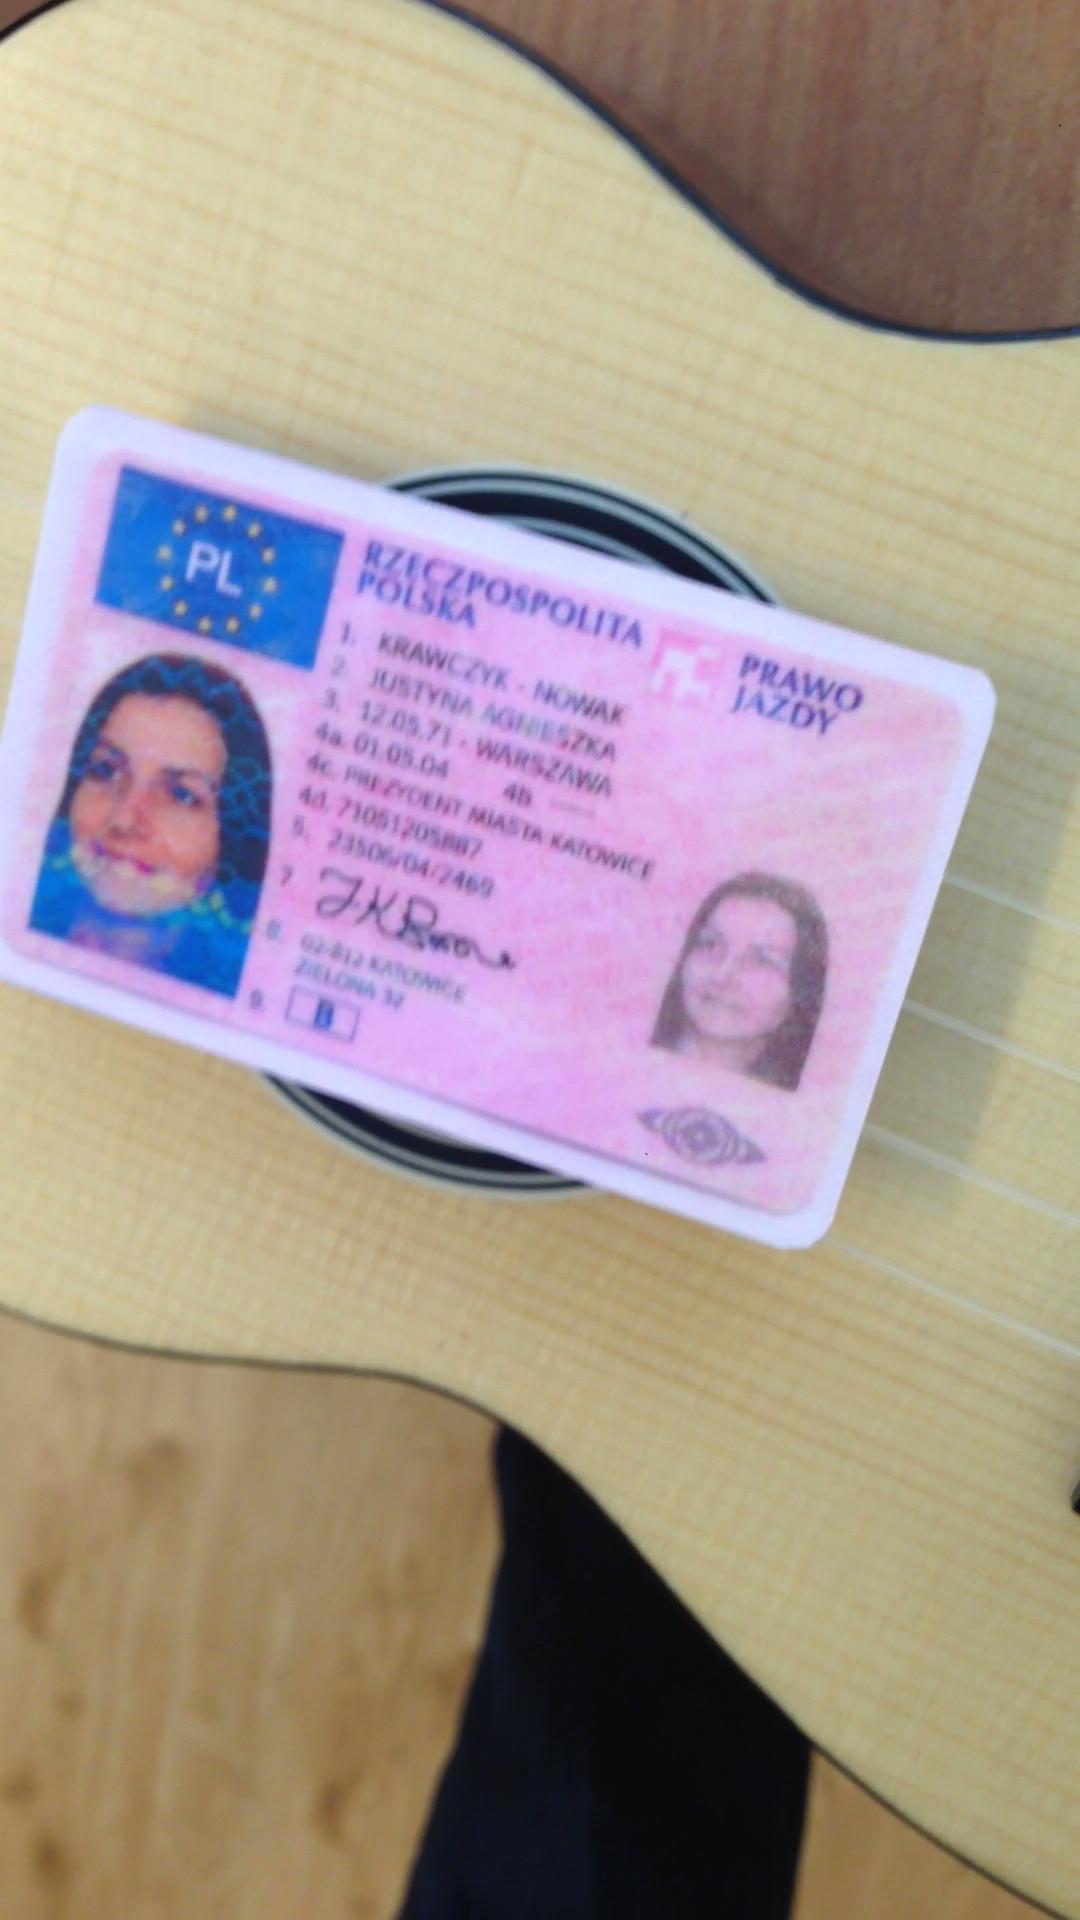 PL
RZECZPOSPOLITA
POLSKA
PRAWO
JAZDY
1. KRAWCZYK - NOWAK
2. JUSTYNA AGNIESZKA
3. 12.05.71 - WARSZAWA
4a. 01.05.04 4b. ——
4c. PREZYDENT MIASTA KATOWICE
4d. 71051205887
5. 23506/04/2469
7.
8. 02-812 KATOWICE
ZIELONA 32
9. B